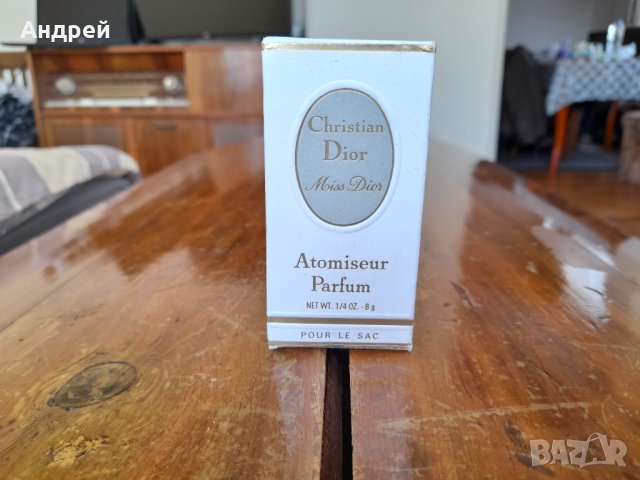 Андрей
Christian
Dior
Miss Dior
Atomiseur
Parfum
NET WT. 1/4 OZ. - 8 g
POUR LE SAC
BAZAR